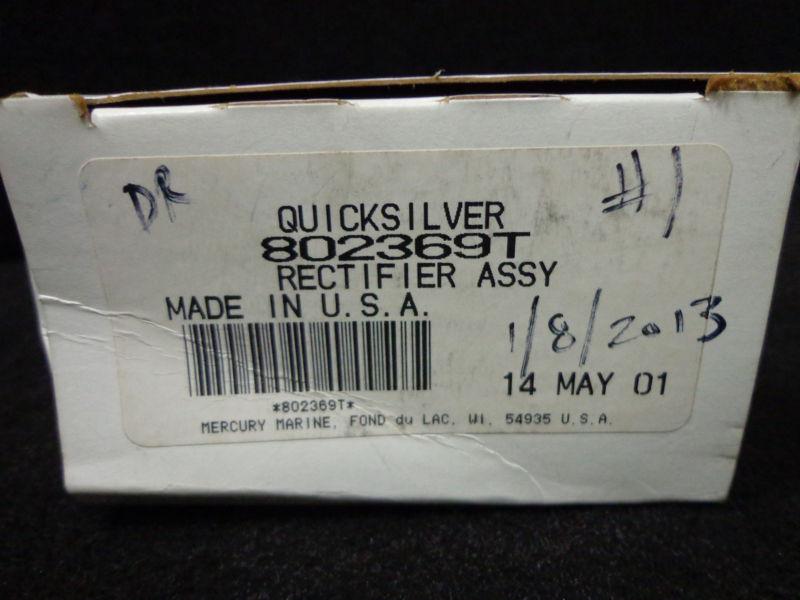 DR
#1
QUICKSILVER
802369T
RECTIFIER ASSY
MADE IN U.S.A.
1/8/2013
14 MAY 01
*802369T*
MERCURY MARINE, FOND du LAC, WI, 54935 U.S.A.